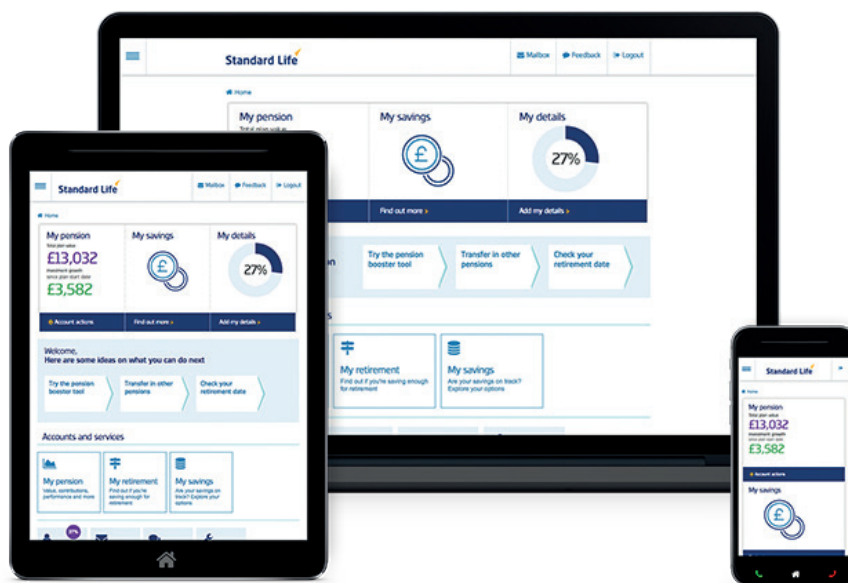 Standard Life
Mailbox
Feedback
Logout
Home
My pension
Total plan value
My savings
My details
27%
Find out more >
Add my details >
Try the pension
booster tool
Transfer in other
pensions
Check your
retirement date
My retirement
Find out if you're saving enough
for retirement
My savings
Are your savings on track?
Explore your options
Standard Life
Mailbox
Feedback
Logout
Home
My pension
Total plan value
£13,032
Investment growth
since plan start date
£3,582
My savings
My details
27%
Account actions
Find out more >
Add my details >
Welcome,
Here are some ideas on what you can do next
Try the pension
booster tool
Transfer in other
pensions
Check your
retirement date
Accounts and services
My pension
Value, contributions,
performance and more
My retirement
Find out if you're
saving enough for
retirement
My savings
Are your savings on
track? Explore your
options
27%
Standard Life
Home
My pension
Total plan value
£13,032
Investment growth
since plan start date
£3,582
Account actions
My savings